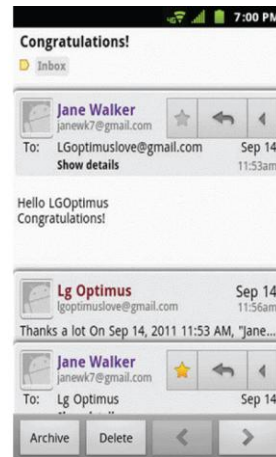 7:00 PM
Congratulations!
Inbox
Jane Walker
janewk7@gmail.com
To: LGoptimuslove@gmail.com Sep 14
Show details 11:53am
Hello LGOptimus
Congratulations!
Lg Optimus Sep 14
lgoptimuslove@gmail.com 11:56am
Thanks a lot On Sep 14, 2011 11:53 AM, "Jane...
Jane Walker
janewk7@gmail.com
To: Lg Optimus Sep 14
Archive Delete